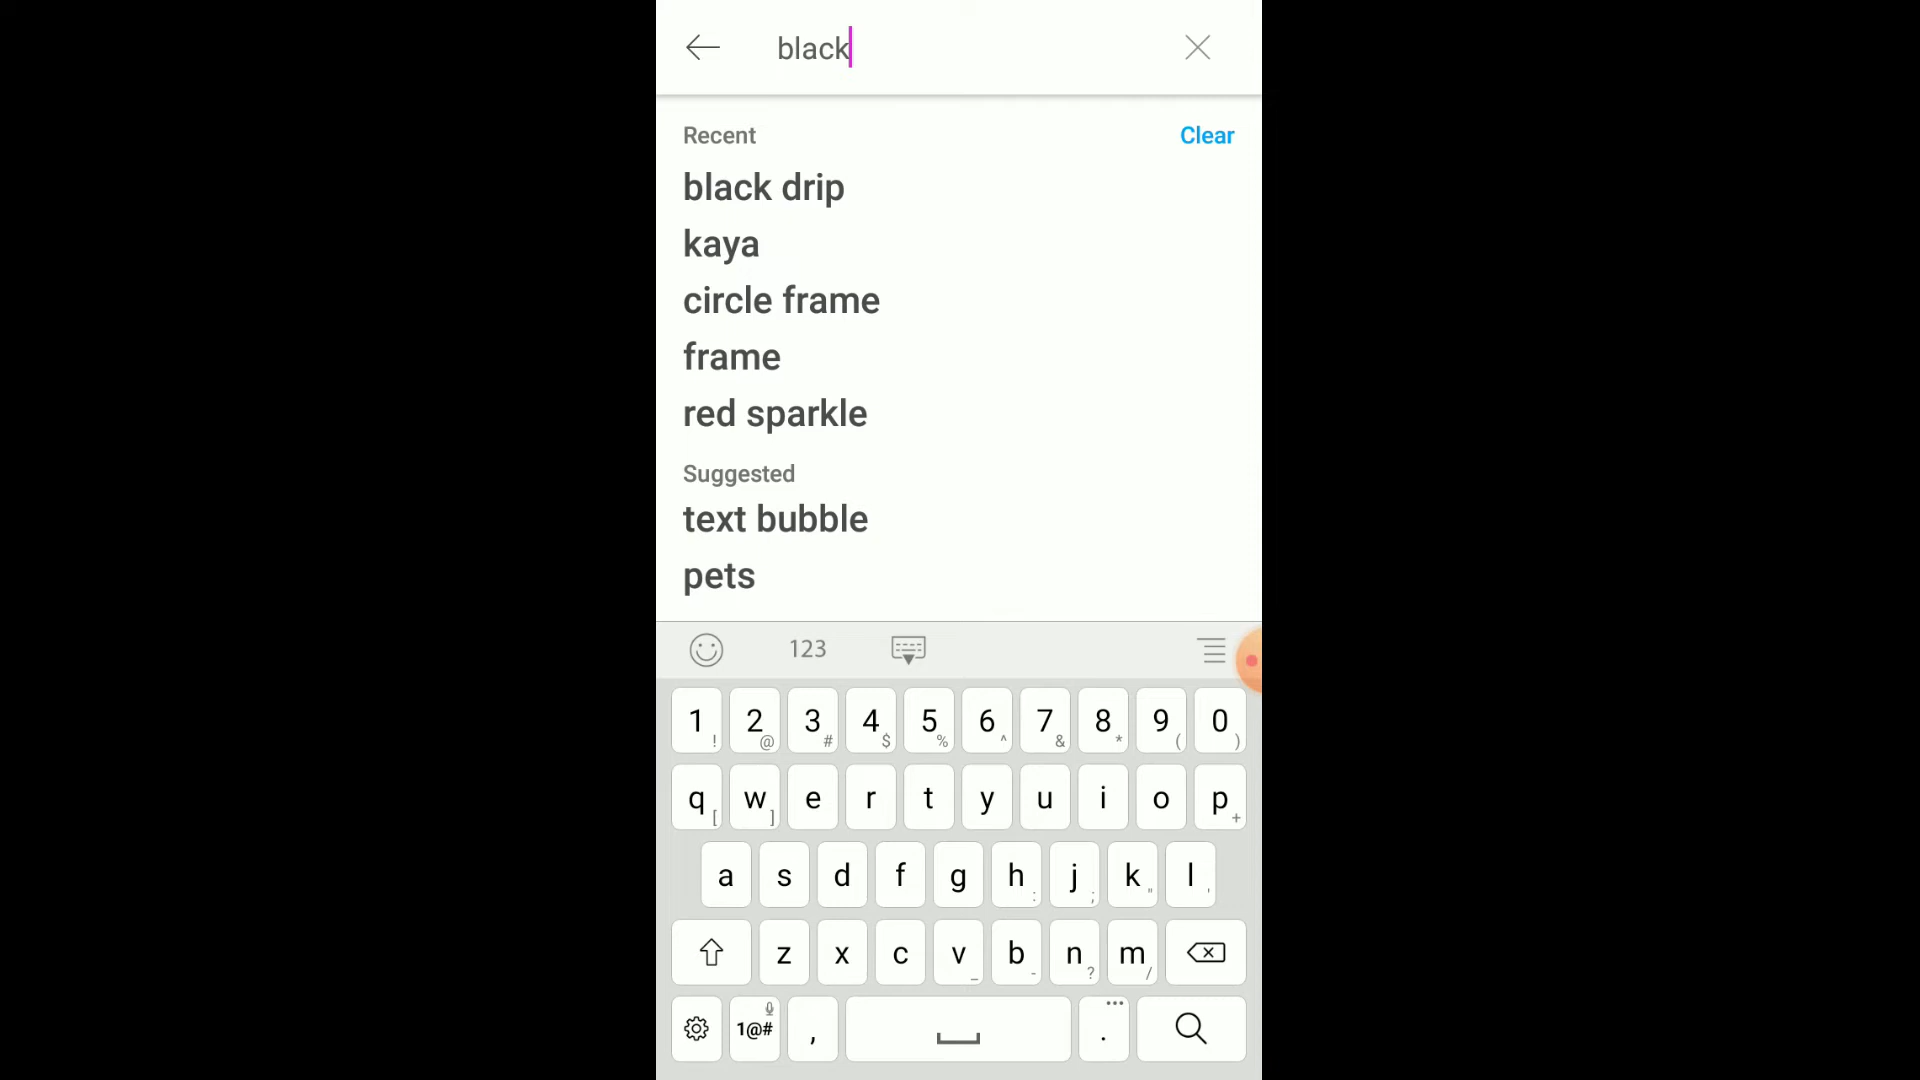 black
Recent Clear
black drip
kaya
circle frame
frame
red sparkle
Suggested
text bubble
pets
123
1 ! 2 @ 3 # 4 $ 5 % 6 ^ 7 & 8 * 9 ( 0 )
q [ w ] e r t y u i o p +
a s d f g h : j ; k " l '
z x c v _ b - n ? m /
1@# , . ...